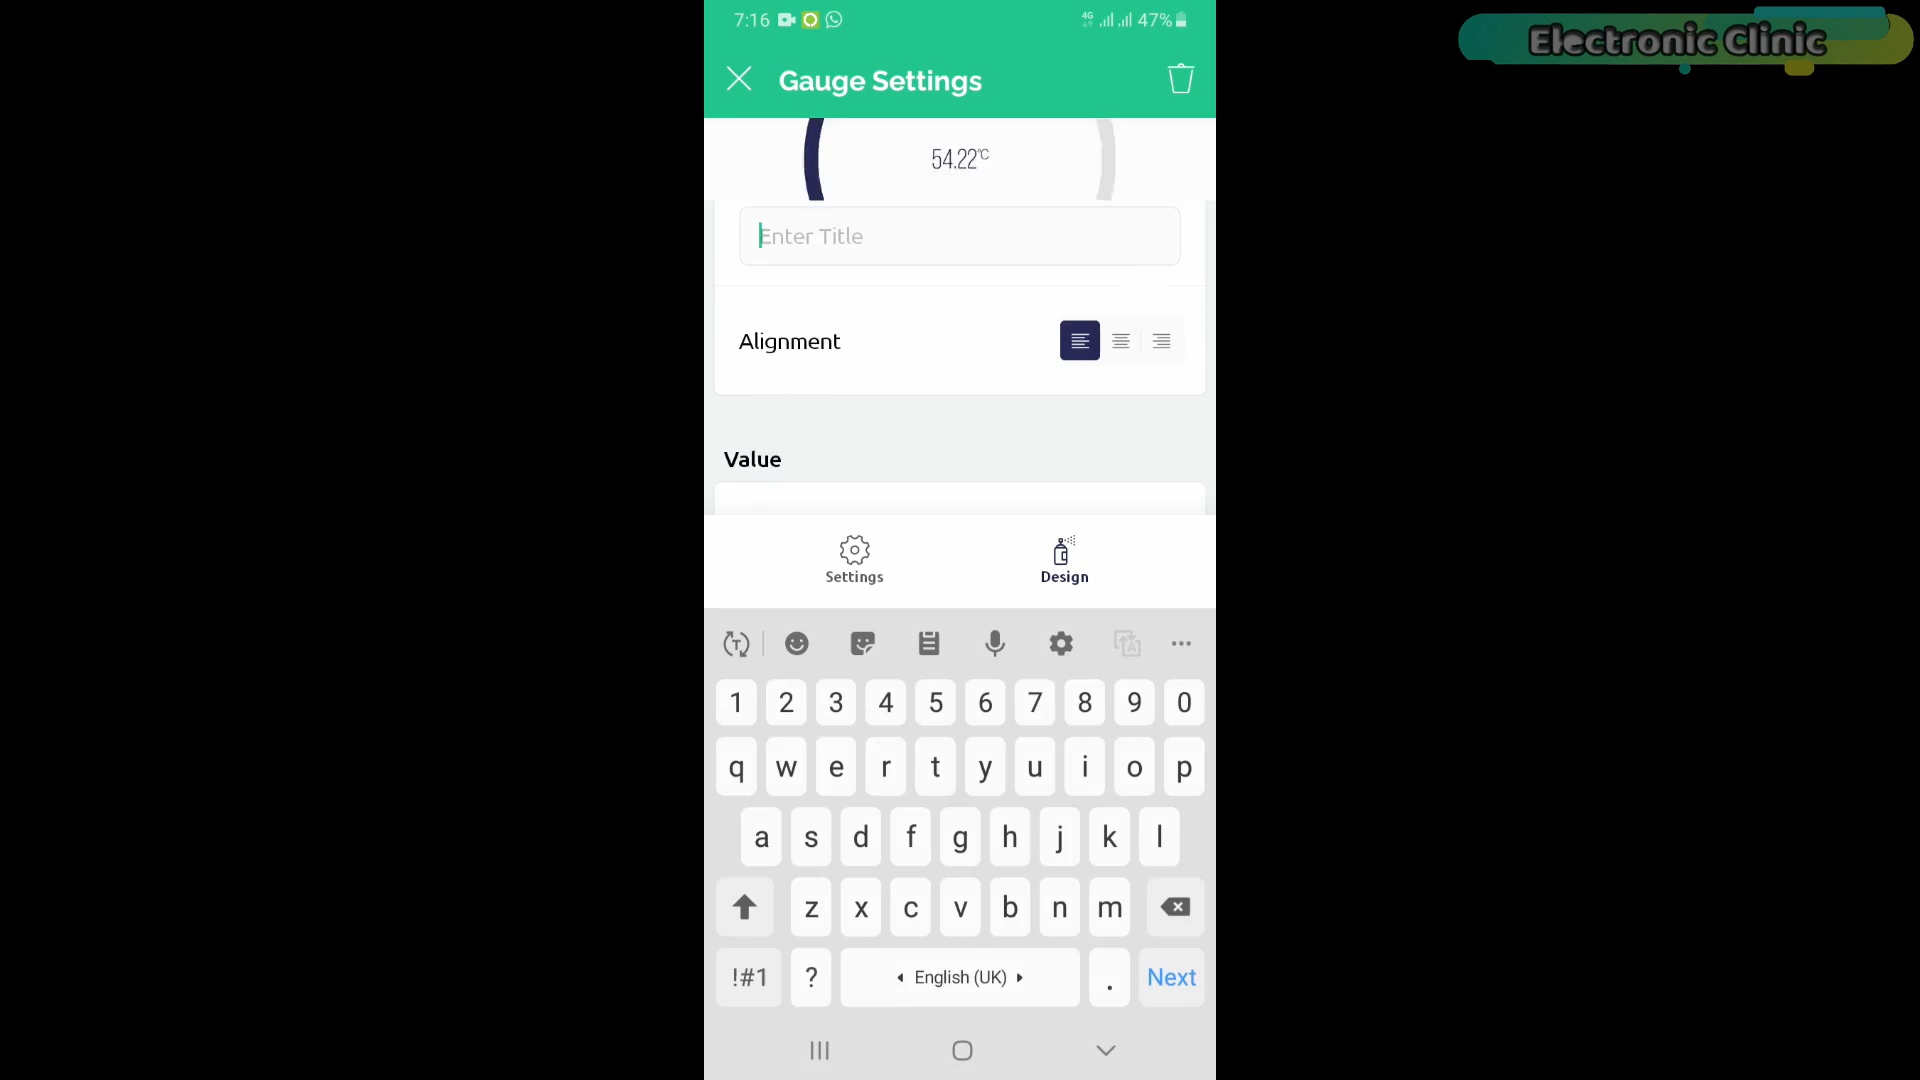 7:16
4G 47%
Electronic Clinic
Gauge Settings
54.22°C
Enter Title
Alignment
Value
Settings Design
T
A
1 2 3 4 5 6 7 8 9 0
q w e r t y u i o p
a s d f g h j k l
z x c v b n m
!#1 ? English (UK) . Next